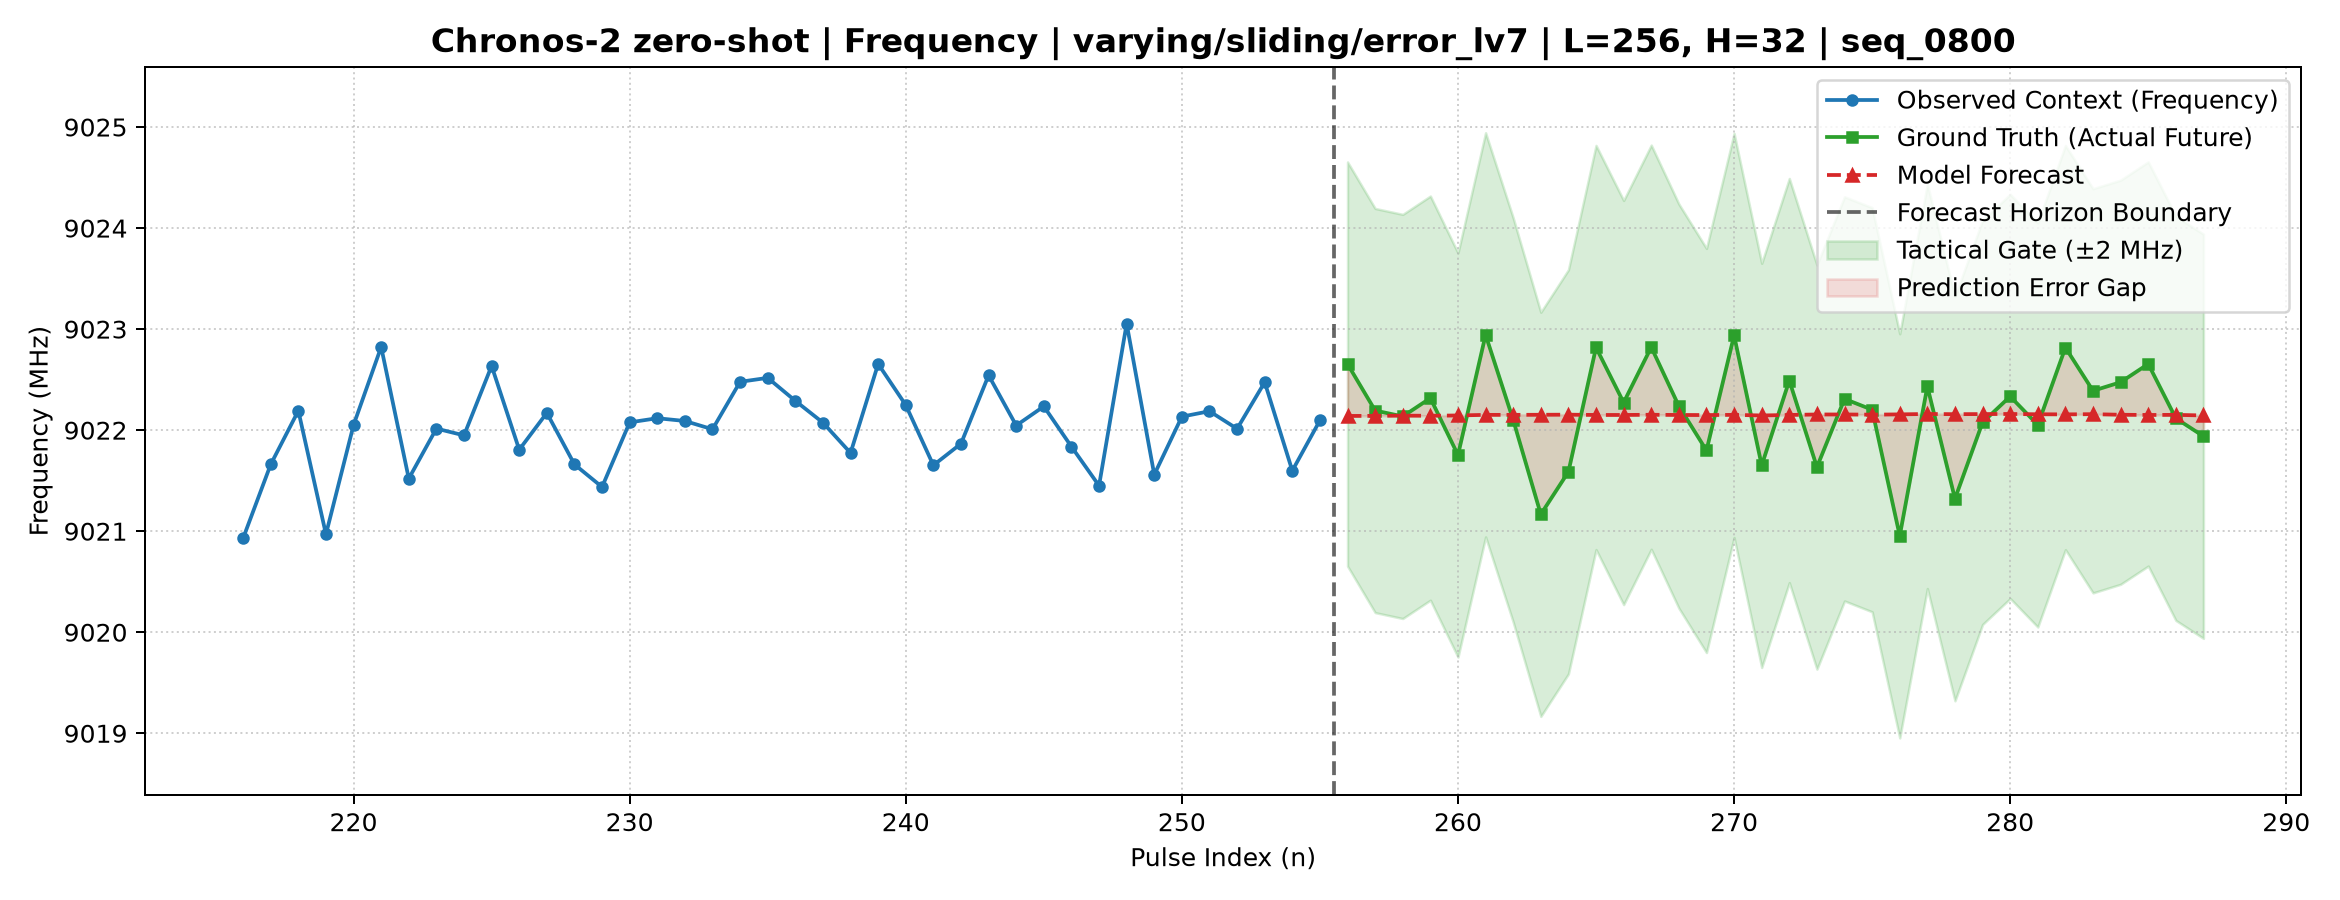 Chronos-2 zero-shot | Frequency | varying/sliding/error_lv7 | L=256, H=32 | seq_0800
Observed Context (Frequency)
Ground Truth (Actual Future)
Model Forecast
Forecast Horizon Boundary
Tactical Gate (±2 MHz)
Prediction Error Gap
Frequency (MHz)
9025
9024
9023
9022
9021
9020
9019
220 230 240 250 260 270 280 290
Pulse Index (n)